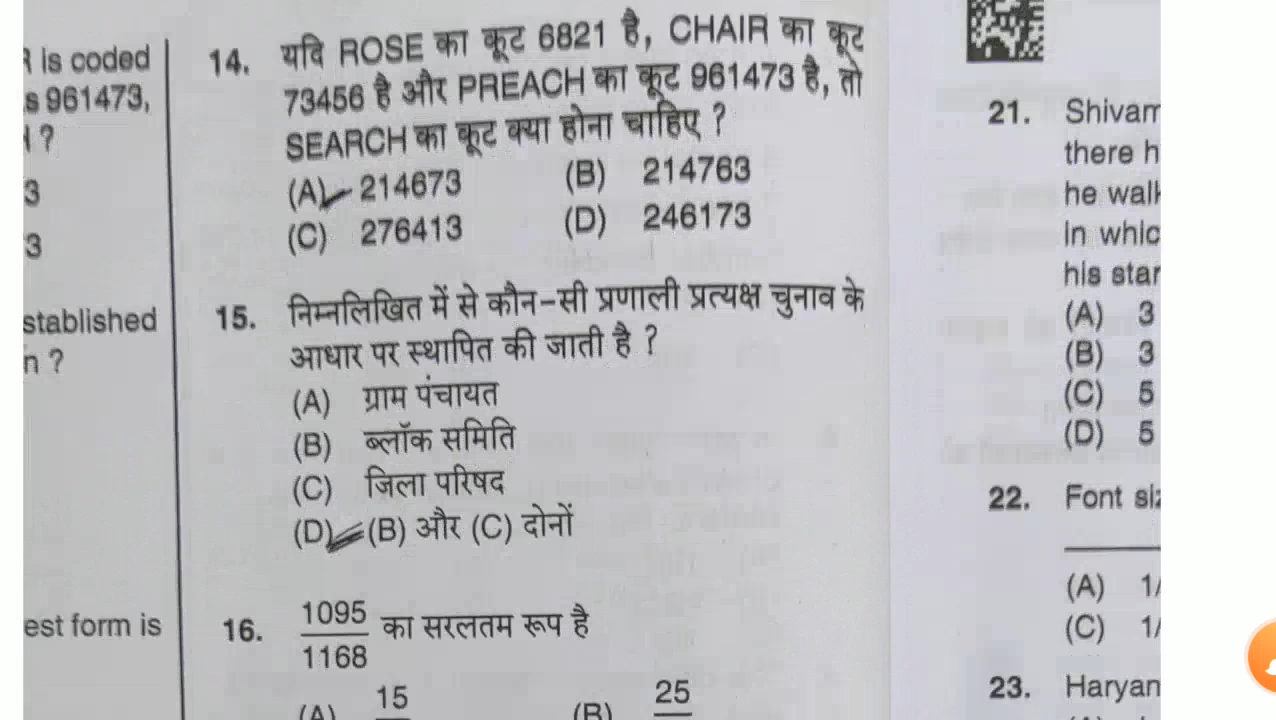 is coded
s 961473,
?
3
3
stablished
n ?
est form is
14. यदि ROSE का कूट 6821 है, CHAIR का कूट
73456 है और PREACH का कूट 961473 है, तो
SEARCH का कूट क्या होना चाहिए ?
(A) 214673 (B) 214763
(C) 276413 (D) 246173
15. निम्नलिखित में से कौन-सी प्रणाली प्रत्यक्ष चुनाव के
आधार पर स्थापित की जाती है ?
(A) ग्राम पंचायत
(B) ब्लॉक समिति
(C) जिला परिषद
(D) (B) और (C) दोनों
16. 1095
1168 का सरलतम रूप है
(A) 15 (B) 25
21. Shivam
there h
he walk
In whic
his star
(A) 3
(B) 3
(C) 5
(D) 5
22. Font siz
(A) 1/
(C) 1/
23. Haryan